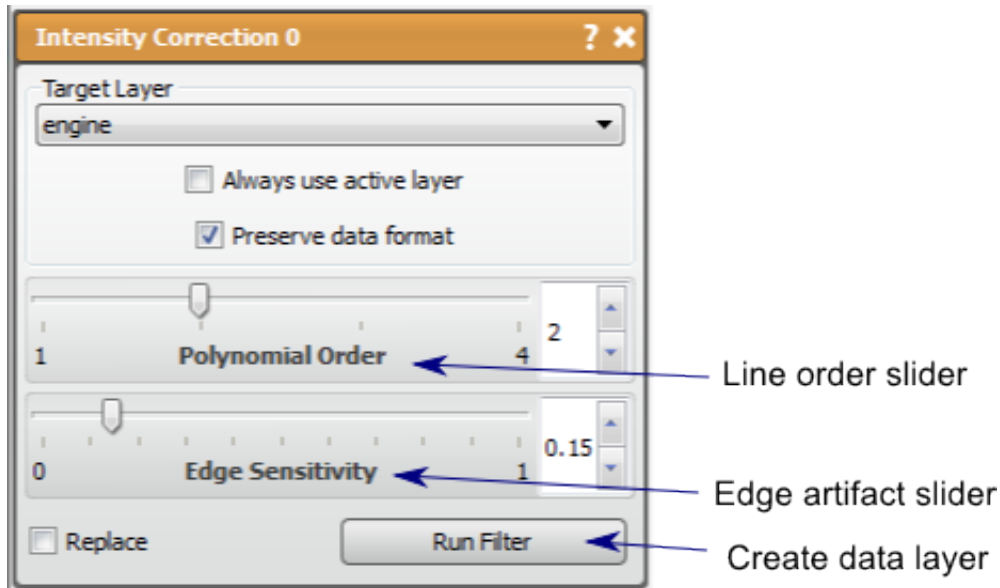 Intensity Correction 0 ? ×
Target Layer
engine
Always use active layer
Preserve data format
2
1 Polynomial Order 4
Line order slider
0.15
0 Edge Sensitivity 1
Edge artifact slider
Replace Run Filter
Create data layer